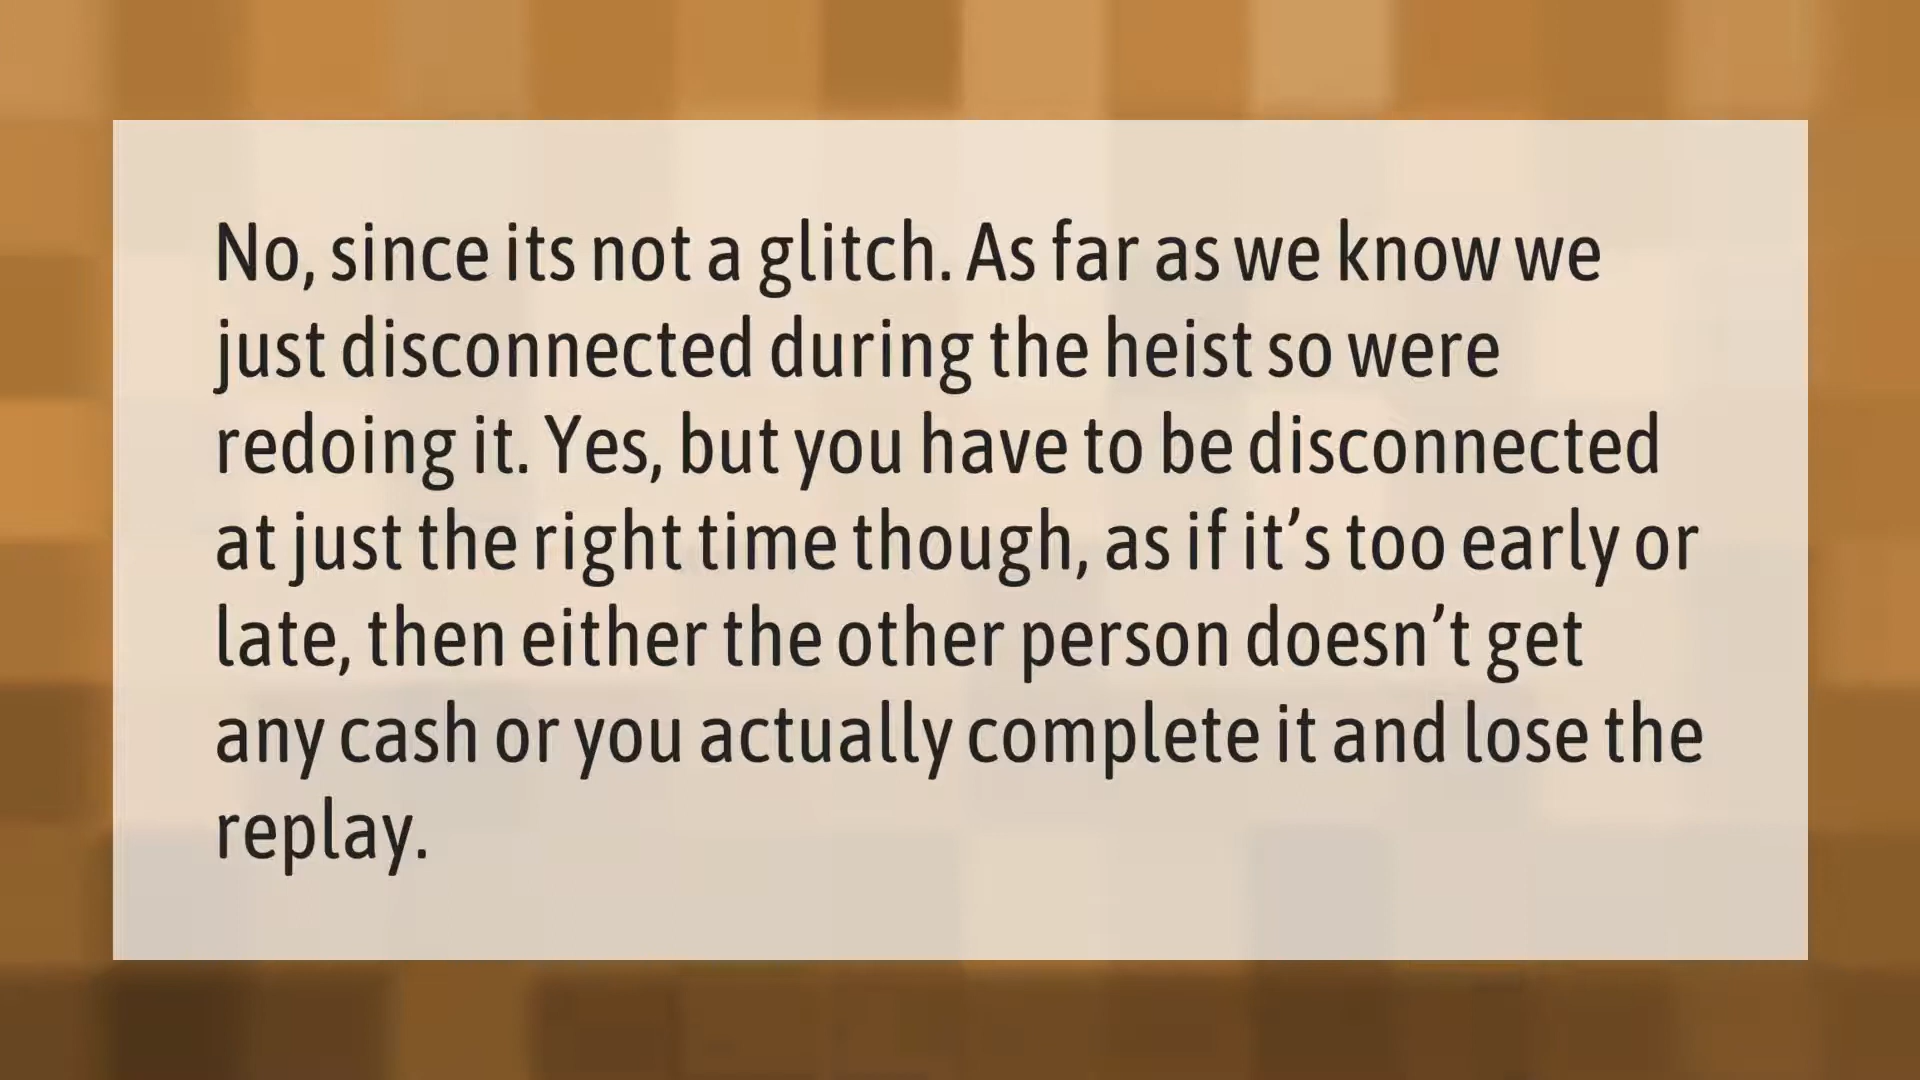 No, since its not a glitch. As far as we know we
just disconnected during the heist so were
redoing it. Yes, but you have to be disconnected
at just the right time though, as if it’s too early or
late, then either the other person doesn’t get
any cash or you actually complete it and lose the
replay.